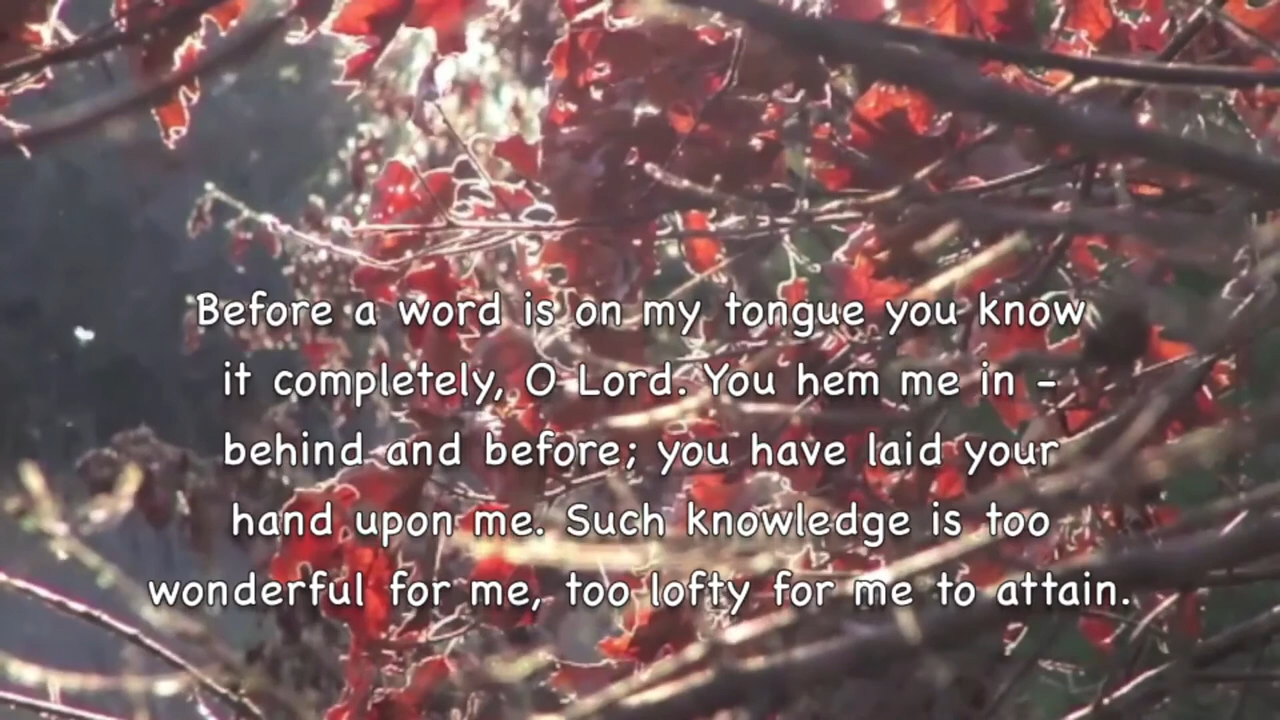 Before a word is on my tongue you know
it completely, O Lord. You hem me in -
behind and before; you have laid your
hand upon me. Such knowledge is too
wonderful for me, too lofty for me to attain.